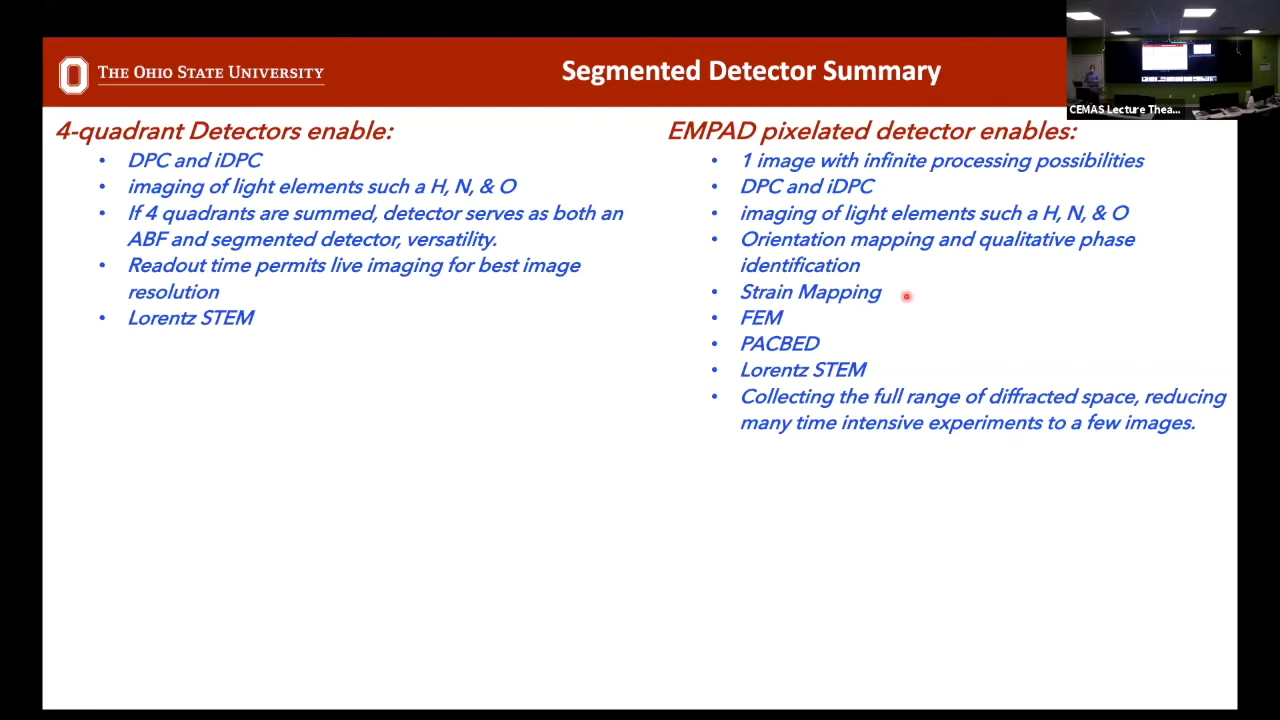 THE OHIO STATE UNIVERSITY
Segmented Detector Summary
CEMAS Lecture Thea...
4-quadrant Detectors enable:
• DPC and iDPC
• imaging of light elements such a H, N, & O
• If 4 quadrants are summed, detector serves as both an
ABF and segmented detector, versatility.
• Readout time permits live imaging for best image
resolution
• Lorentz STEM
EMPAD pixelated detector enables:
• 1 image with infinite processing possibilities
• DPC and iDPC
• imaging of light elements such a H, N, & O
• Orientation mapping and qualitative phase
identification
• Strain Mapping
• FEM
• PACBED
• Lorentz STEM
• Collecting the full range of diffracted space, reducing
many time intensive experiments to a few images.